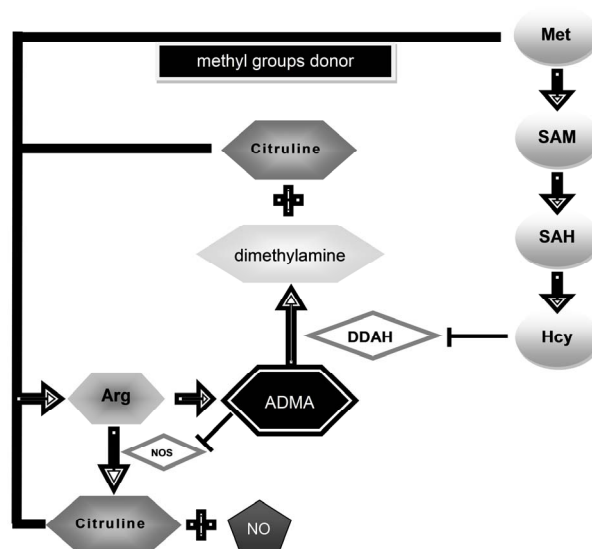 Met
methyl groups donor
SAM
Citruline
SAH
dimethylamine
DDAH
Hcy
Arg
ADMA
NOS
Citruline
NO